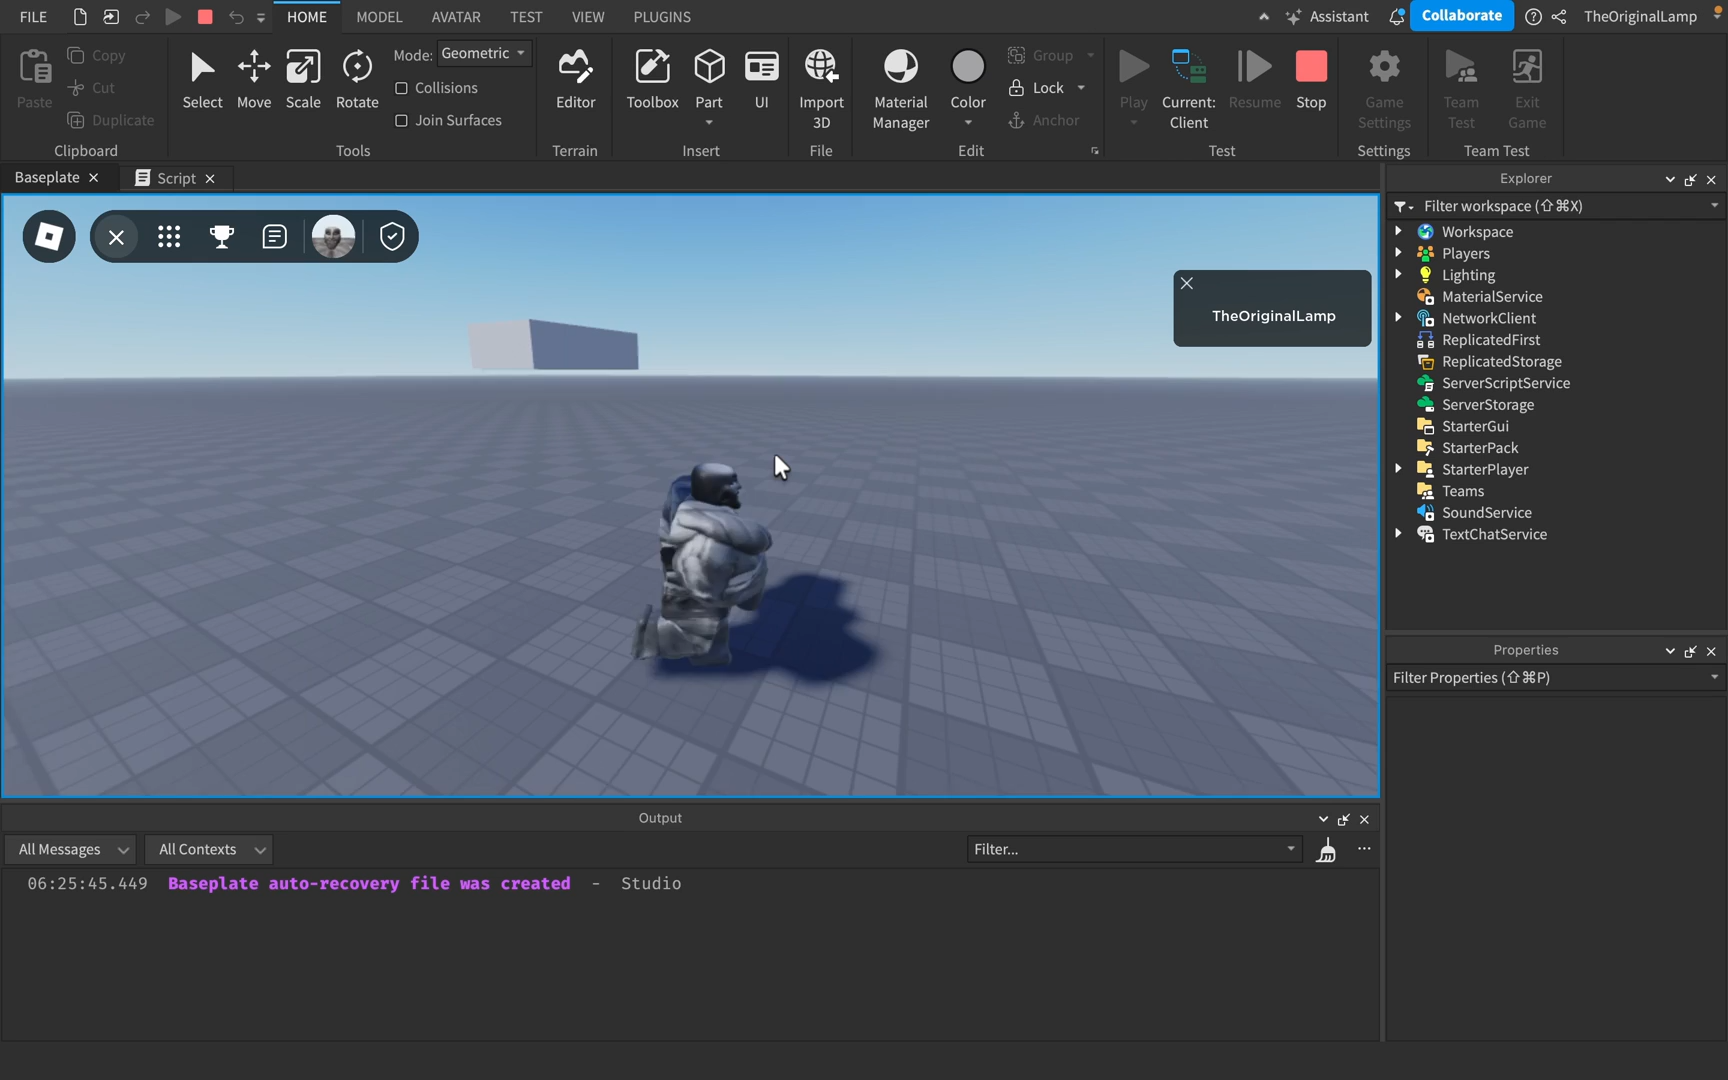 FILE HOME MODEL AVATAR TEST VIEW PLUGINS Assistant Collaborate TheOriginalLamp
Paste Copy Cut Duplicate
Clipboard
Select Move Scale Rotate Mode: Geometric
Collisions
Join Surfaces
Tools
Editor
Terrain
Toolbox Part UI
Insert
Import
3D
File
Material
Manager
Color
Group
Lock
Anchor
Edit
Play Current:
Client
Resume Stop
Test
Game
Settings
Settings
Team
Test
Exit
Game
Team Test
Baseplate Script
TheOriginalLamp
Explorer
Filter workspace (⇧⌘X)
Workspace
Players
Lighting
MaterialService
NetworkClient
ReplicatedFirst
ReplicatedStorage
ServerScriptService
ServerStorage
StarterGui
StarterPack
StarterPlayer
Teams
SoundService
TextChatService
Properties
Filter Properties (⇧⌘P)
Output
All Messages All Contexts Filter...
06:25:45.449 Baseplate auto-recovery file was created - Studio